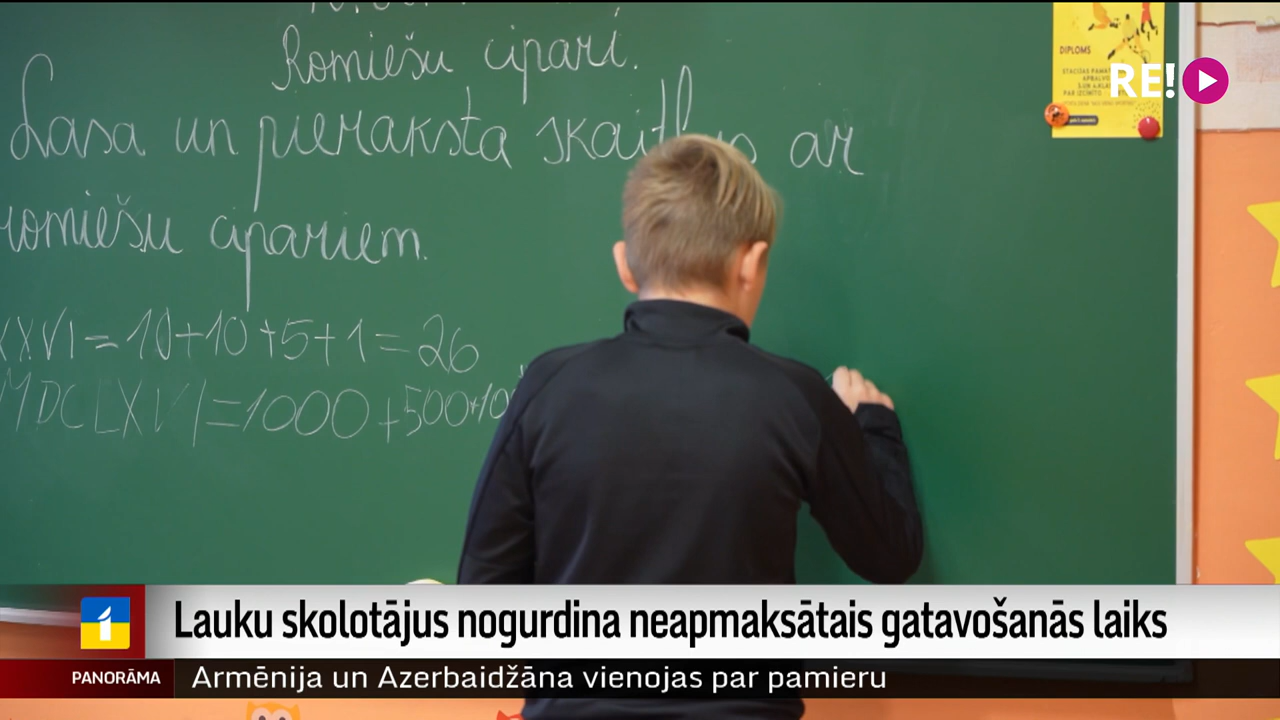 Romiešu cipari.
Lasa un pieraksta skaitļus ar
romiešu cipariem.
XXVI=10+10+5+1=26
MDCLXVI=1000+500+10
DIPLOMS
RE!
1
Lauku skolotājus nogurdina neapmaksātais gatavošanās laiks
PANORĀMA
Armēnija un Azerbaidžāna vienojas par pamieru